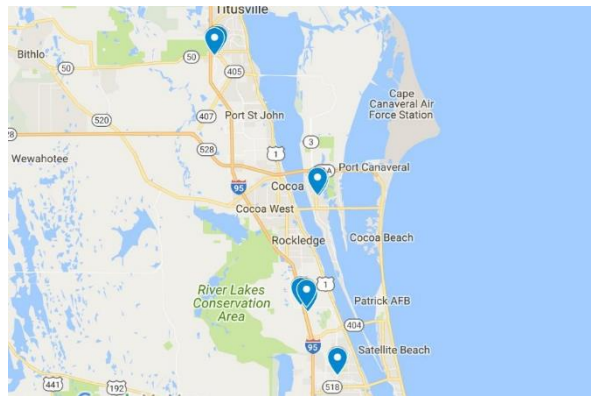 Titusville
Bithlo
50
50
405
Cape
Canaveral Air
Force Station
520
407
Port St John
528
3
1
Wewahotee
Port Canaveral
95
Cocoa
Cocoa West
Rockledge
Cocoa Beach
River Lakes
Conservation
Area
1
Patrick AFB
404
95
Satellite Beach
441
192
518